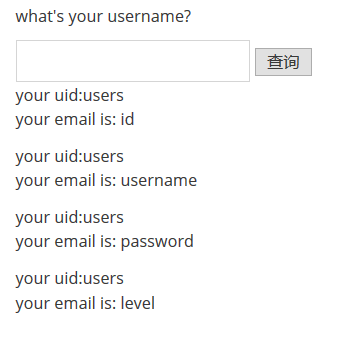 what's your username?
查询
your uid:users
your email is: id
your uid:users
your email is: username
your uid:users
your email is: password
your uid:users
your email is: level